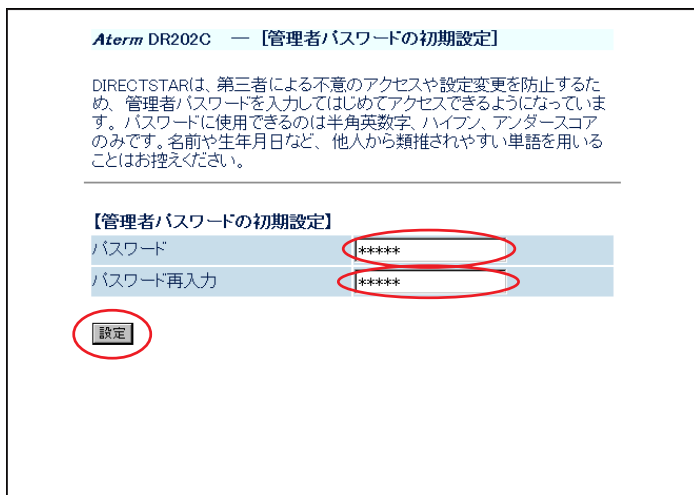 Aterm DR202C ― [管理者パスワードの初期設定]
DIRECTSTARは、第三者による不意のアクセスや設定変更を防止するた
め、管理者パスワードを入力してはじめてアクセスできるようになっていま
す。パスワードに使用できるのは半角英数字、ハイフン、アンダースコア
のみです。名前や生年月日など、他人から類推されやすい単語を用いる
ことはお控えください。
【管理者パスワードの初期設定】
パスワード *****
パスワード再入力 *****
設定